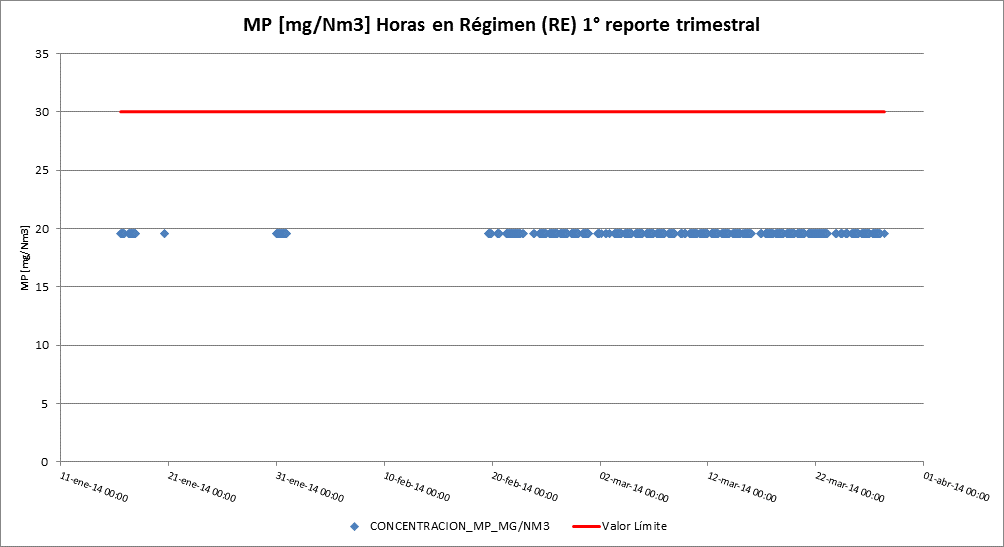 MP [mg/Nm3] Horas en Régimen (RE) 1° reporte trimestral
35
30
25
20
15
10
5
0
MP [mg/Nm3]
11-ene-14 00:00
21-ene-14 00:00
31-ene-14 00:00
10-feb-14 00:00
20-feb-14 00:00
02-mar-14 00:00
12-mar-14 00:00
22-mar-14 00:00
01-abr-14 00:00
CONCENTRACION_MP_MG/NM3
Valor Límite